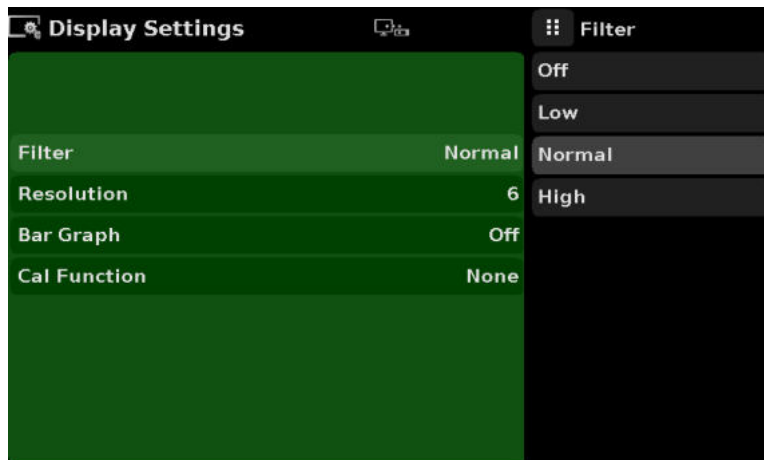 Display Settings
Filter Normal
Resolution 6
Bar Graph Off
Cal Function None
Filter
Off
Low
Normal
High